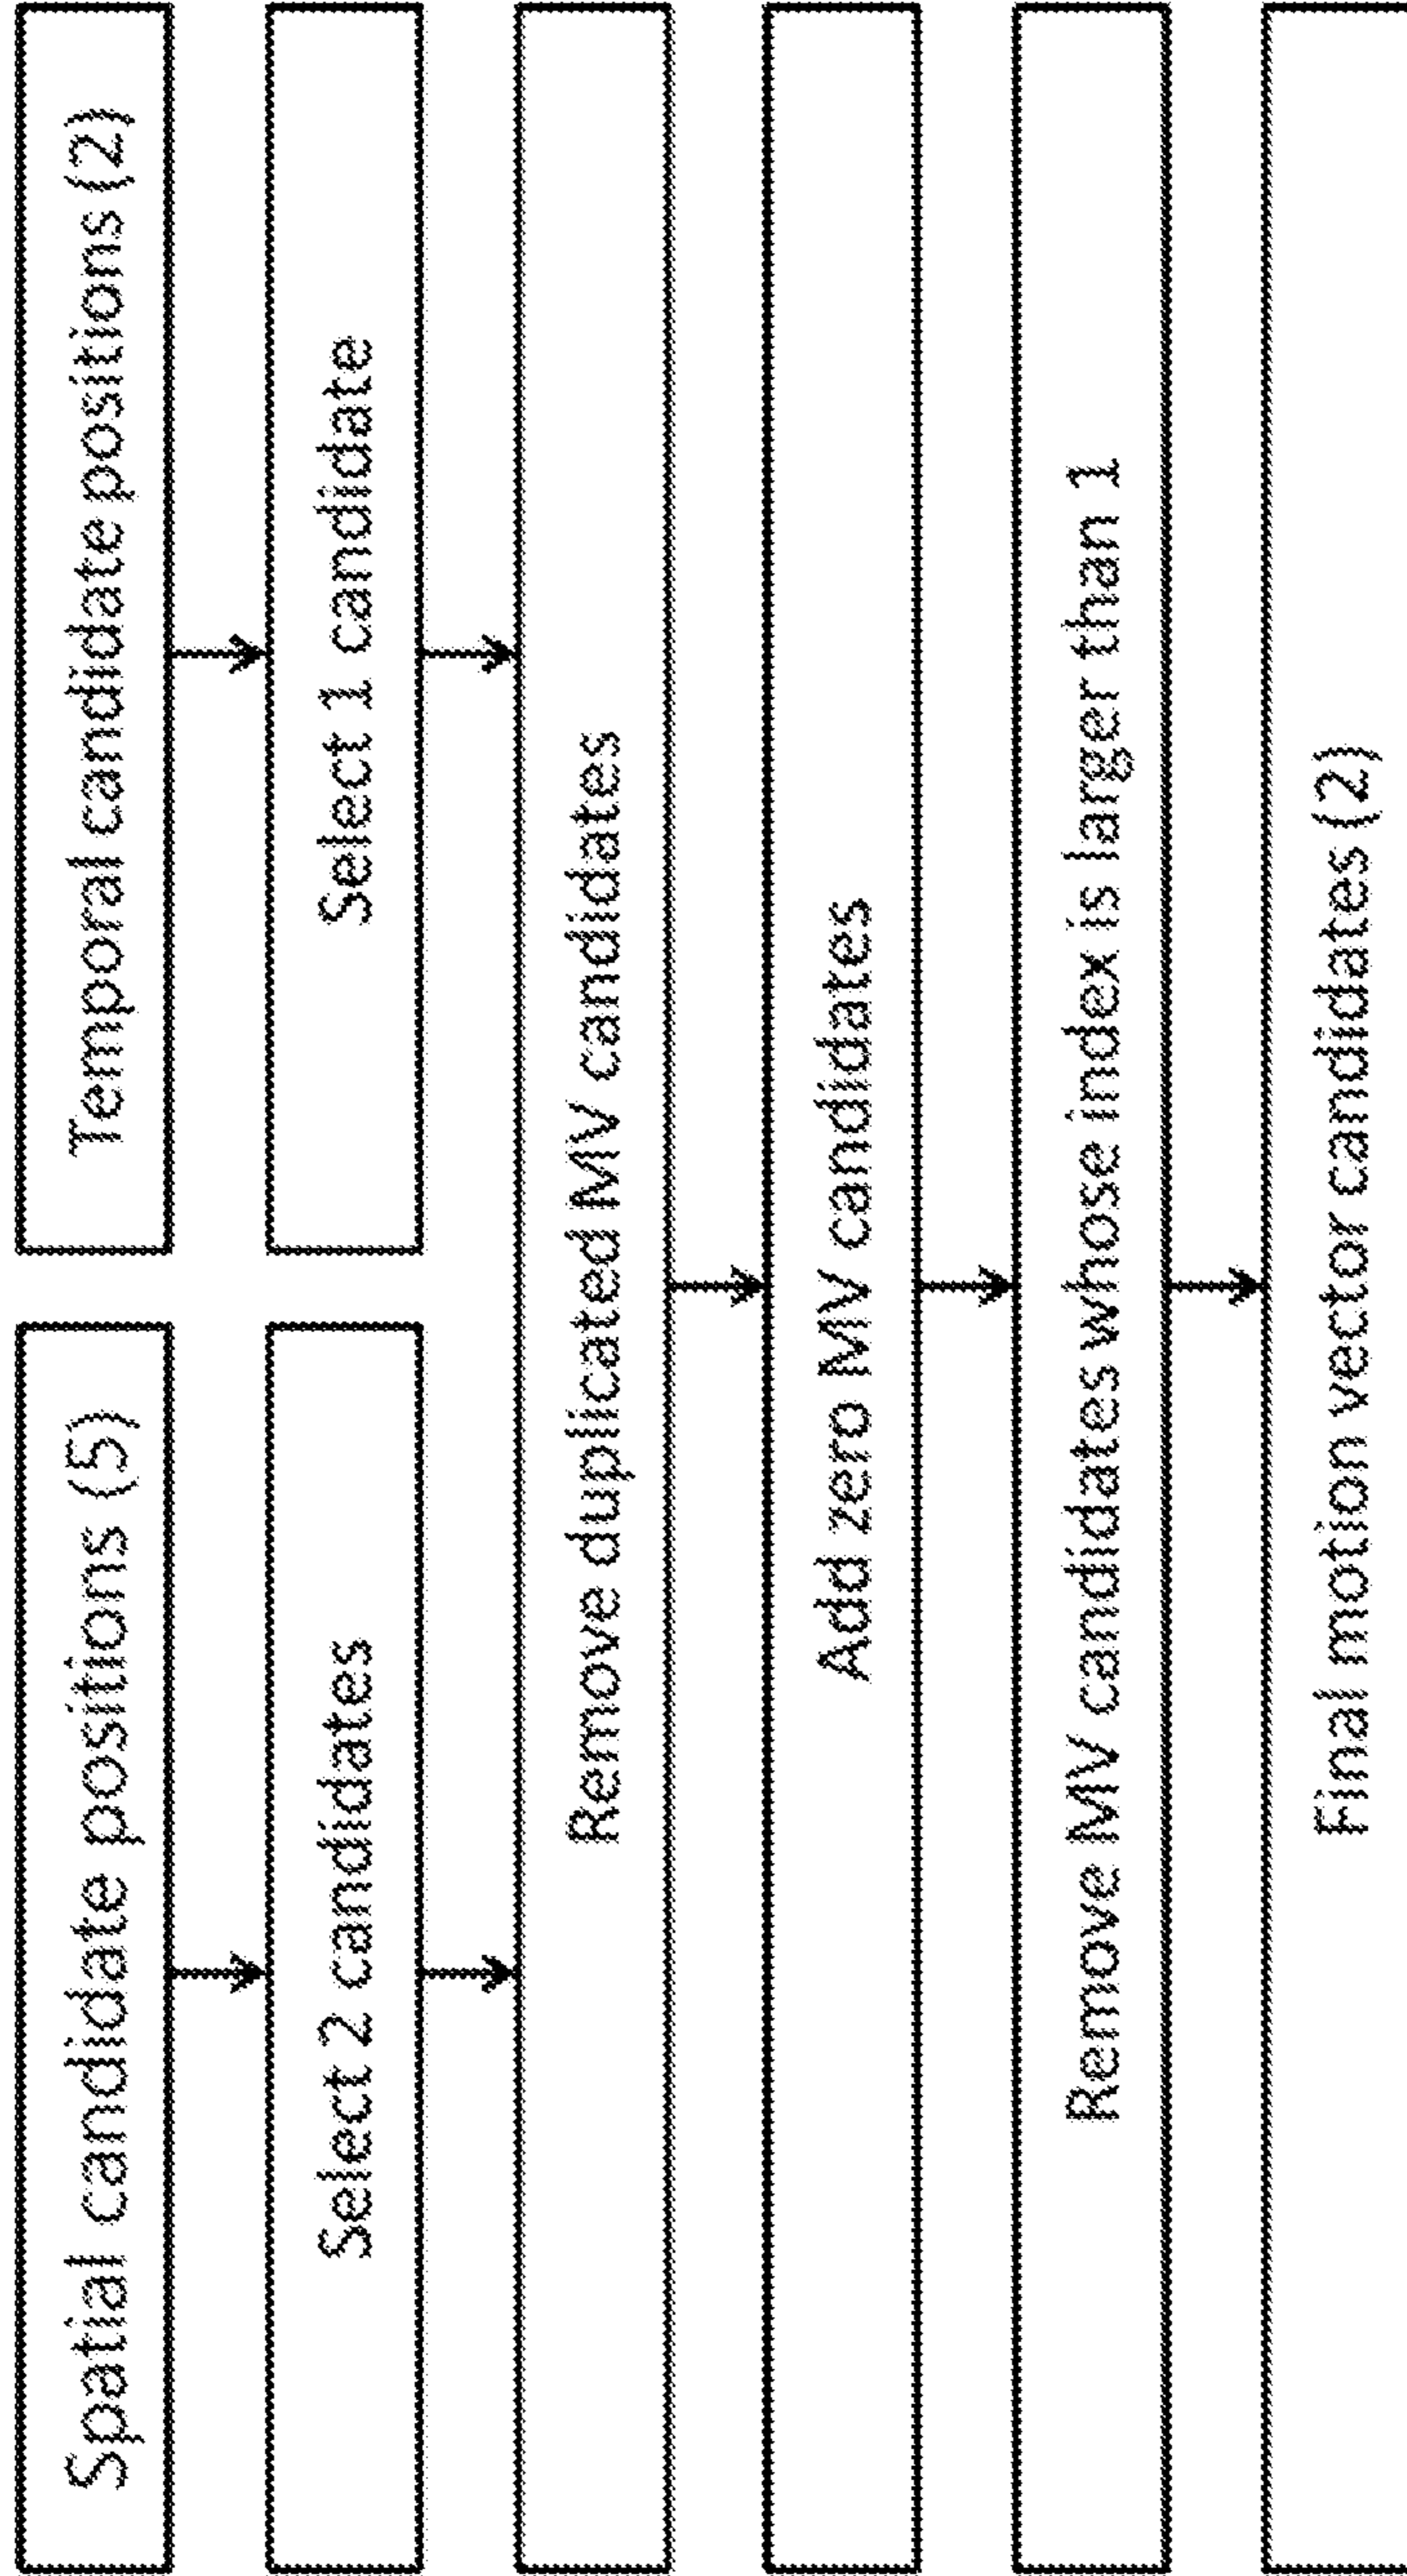 Spatial candidate positions (5)
Temporal candidate positions (2)
Select 2 candidates
Select 1 candidate
Remove duplicated MV candidates
Add zero MV candidates
Remove MV candidates whose index is larger than 1
Final motion vector candidates (2)